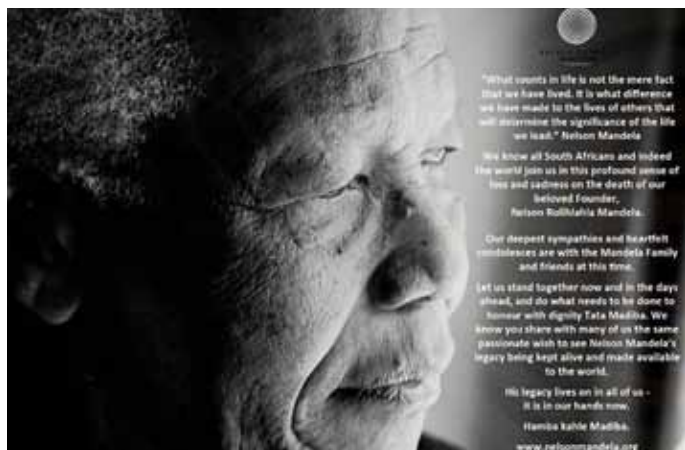 "What counts in life is not the mere fact
that we have lived. It is what difference
we have made to the lives of others that
will determine the significance of the life
we lead." Nelson Mandela
We know all South Africans and indeed
the world join us in this profound sense of
loss and sadness on the death of our
beloved Founder,
Nelson Rolihlahla Mandela.
Our deepest sympathies and heartfelt
condolences are with the Mandela Family
and friends at this time.
Let us stand together now and in the days
ahead, and do what needs to be done to
honour with dignity Tata Madiba. We
know you share with many of us the same
passionate wish to see Nelson Mandela's
legacy being kept alive and made available
to the world.
His legacy lives on in all of us -
it is in our hands now.
Hamba kahle Madiba.
www.nelsonmandela.org